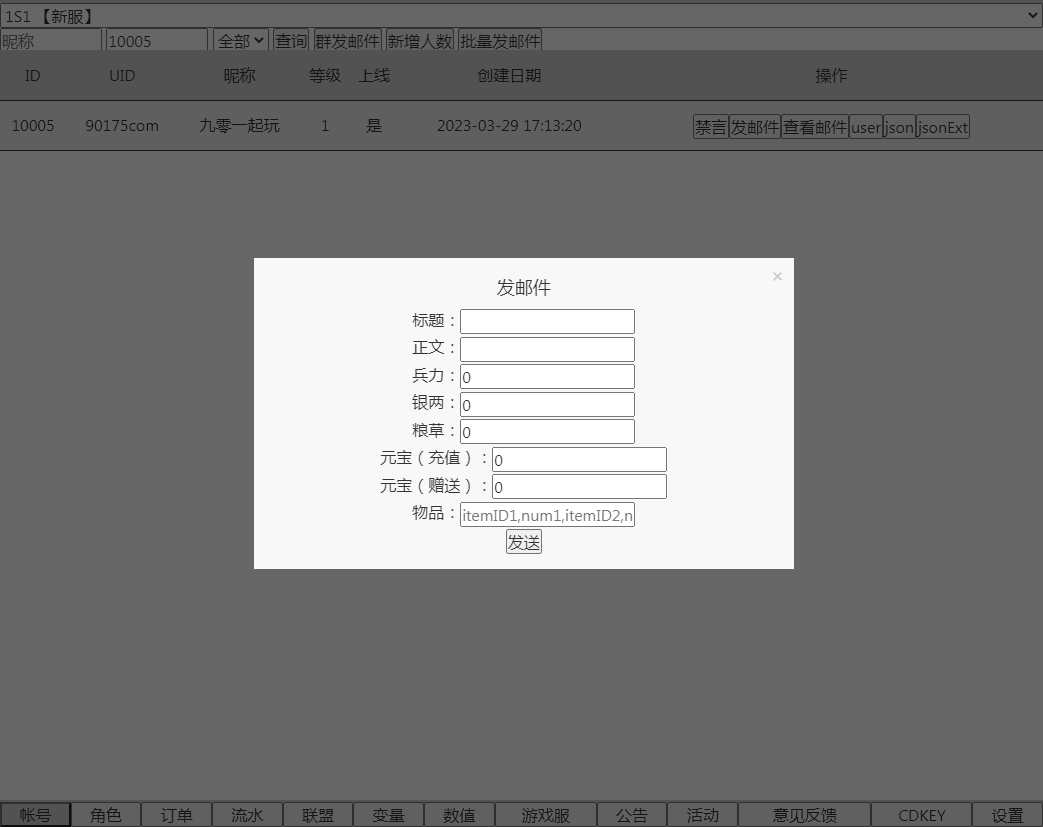 1S1 【新服】
昵称 10005 全部 查询 群发邮件 新增人数 批量发邮件
ID UID 昵称 等级 上线 创建日期 操作
10005 90175com 九零一起玩 1 是 2023-03-29 17:13:20 禁言 发邮件 查看邮件 user json jsonExt
×
发邮件
标题：
正文：
兵力：0
银两：0
粮草：0
元宝（充值）：0
元宝（赠送）：0
物品：itemID1,num1,itemID2,n
发送
帐号 角色 订单 流水 联盟 变量 数值 游戏服 公告 活动 意见反馈 CDKEY 设置